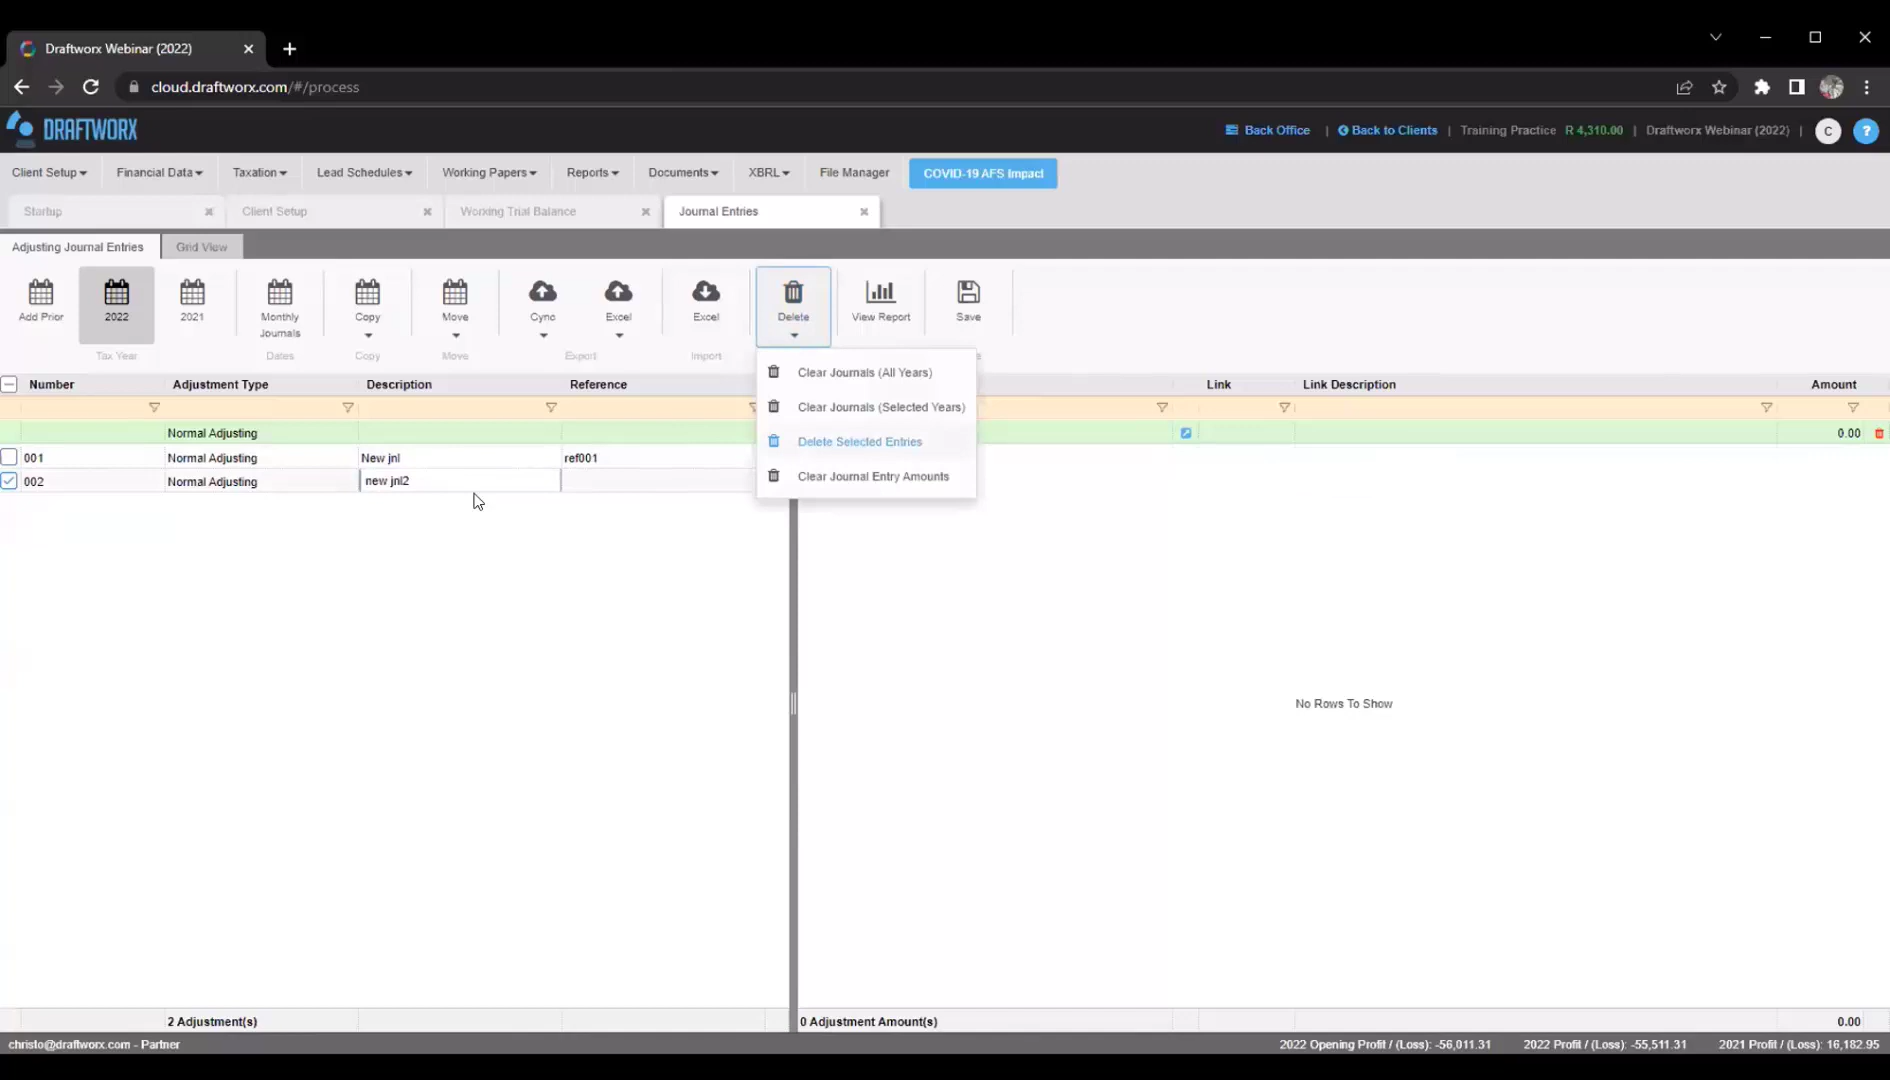 Draftworx Webinar (2022)
cloud.draftworx.com/#/process
DRAFTWORX
Back Office | Back to Clients | Training Practice R 4,310.00 | Draftworx Webinar (2022) | C ?
Client Setup Financial Data Taxation Lead Schedules Working Papers Reports Documents XBRL File Manager COVID-19 AFS Impact
Startup Client Setup Working Trial Balance Journal Entries
Adjusting Journal Entries Grid View
Add Prior 2022 2021 Monthly Journals Copy Move Cync Excel Excel Delete View Report Save
Tax Year Dates Copy Move Export Import
Clear Journals (All Years)
Clear Journals (Selected Years)
Delete Selected Entries
Clear Journal Entry Amounts
Number Adjustment Type Description Reference Link Link Description Amount
Normal Adjusting 0.00
001 Normal Adjusting New jnl ref001
002 Normal Adjusting new jnl2
No Rows To Show
2 Adjustment(s) 0 Adjustment Amount(s) 0.00
christo@draftworx.com - Partner 2022 Opening Profit / (Loss): -56,011.31 2022 Profit / (Loss): -55,511.31 2021 Profit / (Loss): 16,182.95